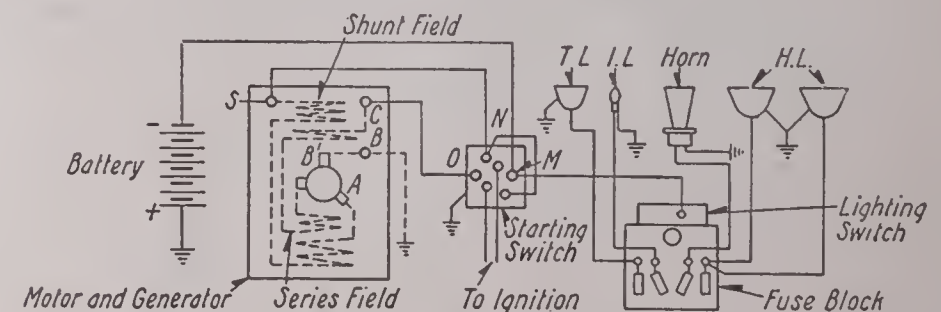 Shunt Field
T L
I.L
Horn
H.L.
S
C
N
-
B
B'
O
M
Battery
A
+
Starting
Switch
Lighting
Switch
Motor and Generator
Series Field
To Ignition
Fuse Block